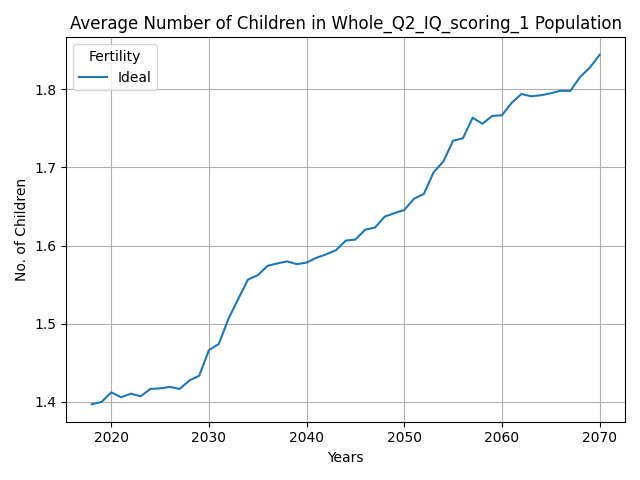 Average Number of Children in Whole_Q2_IQ_scoring_1 Population
Fertility
Ideal
1.8
1.7
1.6
1.5
1.4
No. of Children
2020 2030 2040 2050 2060 2070
Years